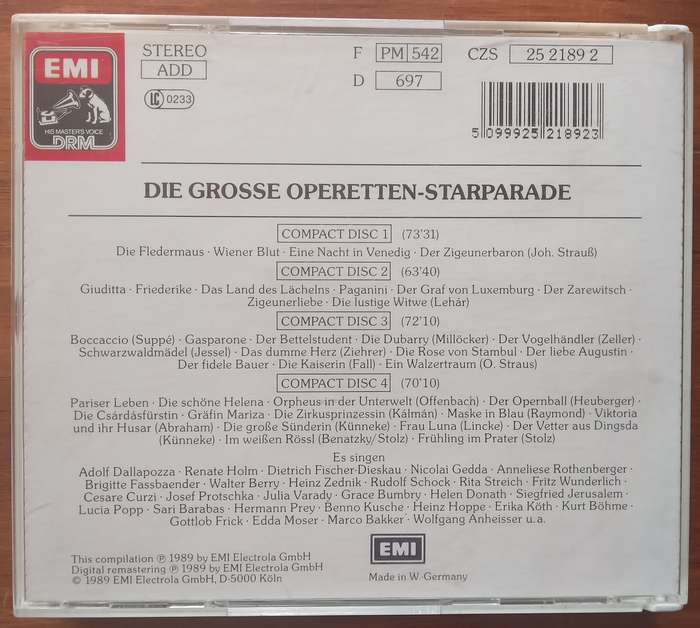 EMI
HIS MASTER'S VOICE
DRM
STEREO
ADD
LC 0233
F PM 542 CZS 25 2189 2
D 697
5 099925 218923
DIE GROSSE OPERETTEN-STARPARADE
COMPACT DISC 1 (73'31)
Die Fledermaus · Wiener Blut · Eine Nacht in Venedig · Der Zigeunerbaron (Joh. Strauß)
COMPACT DISC 2 (63'40)
Giuditta · Friederike · Das Land des Lächelns · Paganini · Der Graf von Luxemburg · Der Zarewitsch ·
Zigeunerliebe · Die lustige Witwe (Lehár)
COMPACT DISC 3 (72'10)
Boccaccio (Suppé) · Gasparone · Der Bettelstudent · Die Dubarry (Millöcker) · Der Vogelhändler (Zeller) ·
Schwarzwaldmädel (Jessel) · Das dumme Herz (Ziehrer) · Die Rose von Stambul · Der liebe Augustin ·
Der fidele Bauer · Die Kaiserin (Fall) · Ein Walzertraum (O. Straus)
COMPACT DISC 4 (70'10)
Pariser Leben · Die schöne Helena · Orpheus in der Unterwelt (Offenbach) · Der Opernball (Heuberger) ·
Die Csárdásfürstin · Gräfin Mariza · Die Zirkusprinzessin (Kálmán) · Maske in Blau (Raymond) · Viktoria
und ihr Husar (Abraham) · Die große Sünderin (Künneke) · Frau Luna (Lincke) · Der Vetter aus Dingsda
(Künneke) · Im weißen Rössl (Benatzky/Stolz) · Frühling im Prater (Stolz)
Es singen
Adolf Dallapozza · Renate Holm · Dietrich Fischer-Dieskau · Nicolai Gedda · Anneliese Rothenberger ·
Brigitte Fassbaender · Walter Berry · Heinz Zednik · Rudolf Schock · Rita Streich · Fritz Wunderlich ·
Cesare Curzi · Josef Protschka · Julia Varady · Grace Bumbry · Helen Donath · Siegfried Jerusalem ·
Lucia Popp · Sari Barabas · Hermann Prey · Benno Kusche · Heinz Hoppe · Erika Köth · Kurt Böhme ·
Gottlob Frick · Edda Moser · Marco Bakker · Wolfgang Anheisser u.a.
This compilation ℗ 1989 by EMI Electrola GmbH
Digital remastering ℗ 1989 by EMI Electrola GmbH
© 1989 EMI Electrola GmbH, D-5000 Köln
EMI
Made in W. Germany